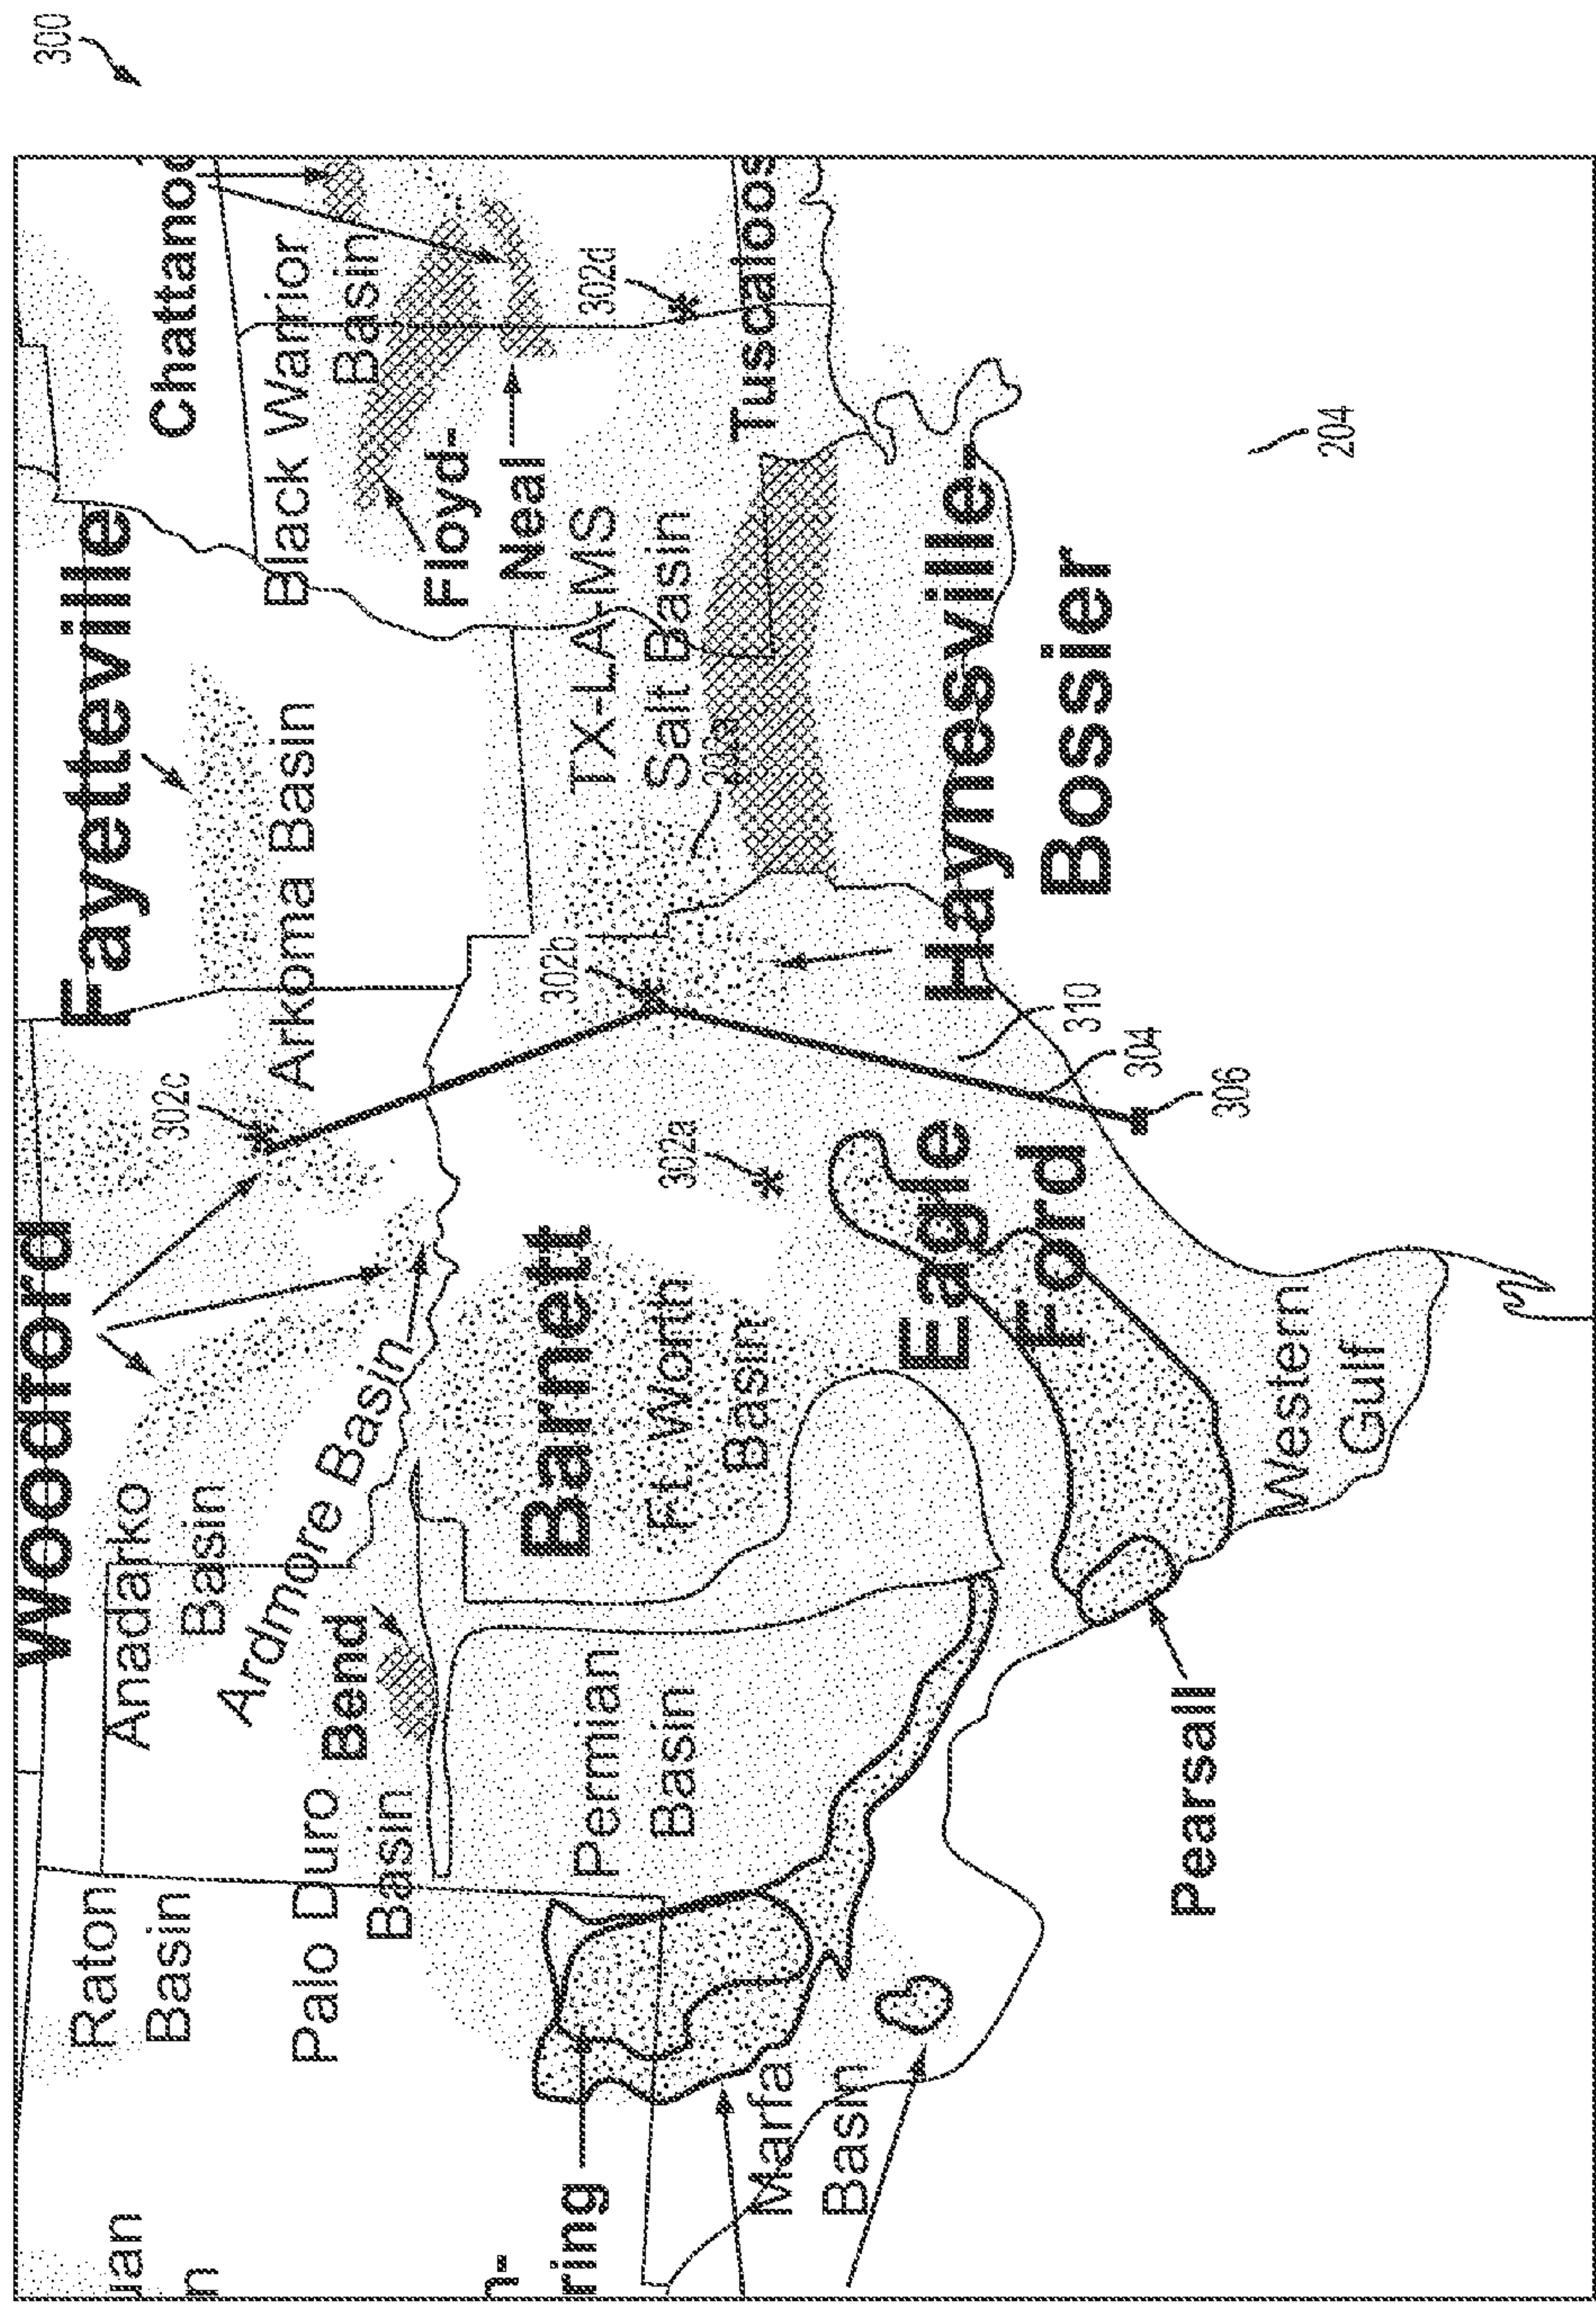 300
Woodford
Fayetteville
Chattanoo
302c
Raton
Basin
Anadarko
Basin
Arkoma Basin
Black Warrior
Basin
Ardmore Basin
Palo Duro
Basin
Bend
Floyd-
Neal
302d
Barnett
Ft. Worth
Basin
302b
302a
TX-LA-MS
Salt Basin
Tuscaloos
Permian
Basin
ring
Marfa
Basin
Eagle
Ford
Haynesville-
Bossier
310
304
306
204
Pearsall
Western
Gulf